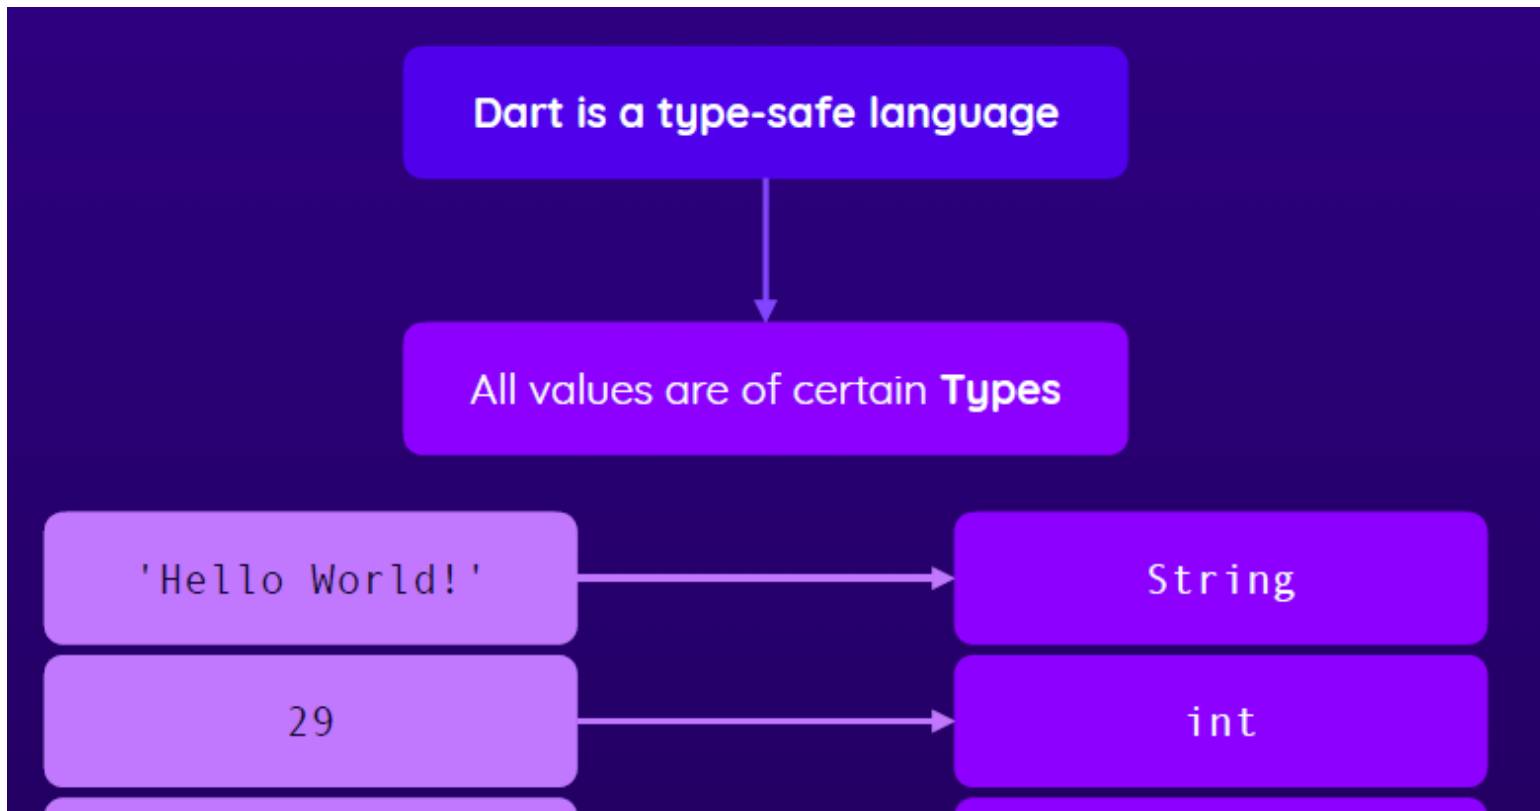 Dart is a type-safe language
All values are of certain Types
'Hello World!'
String
29
int